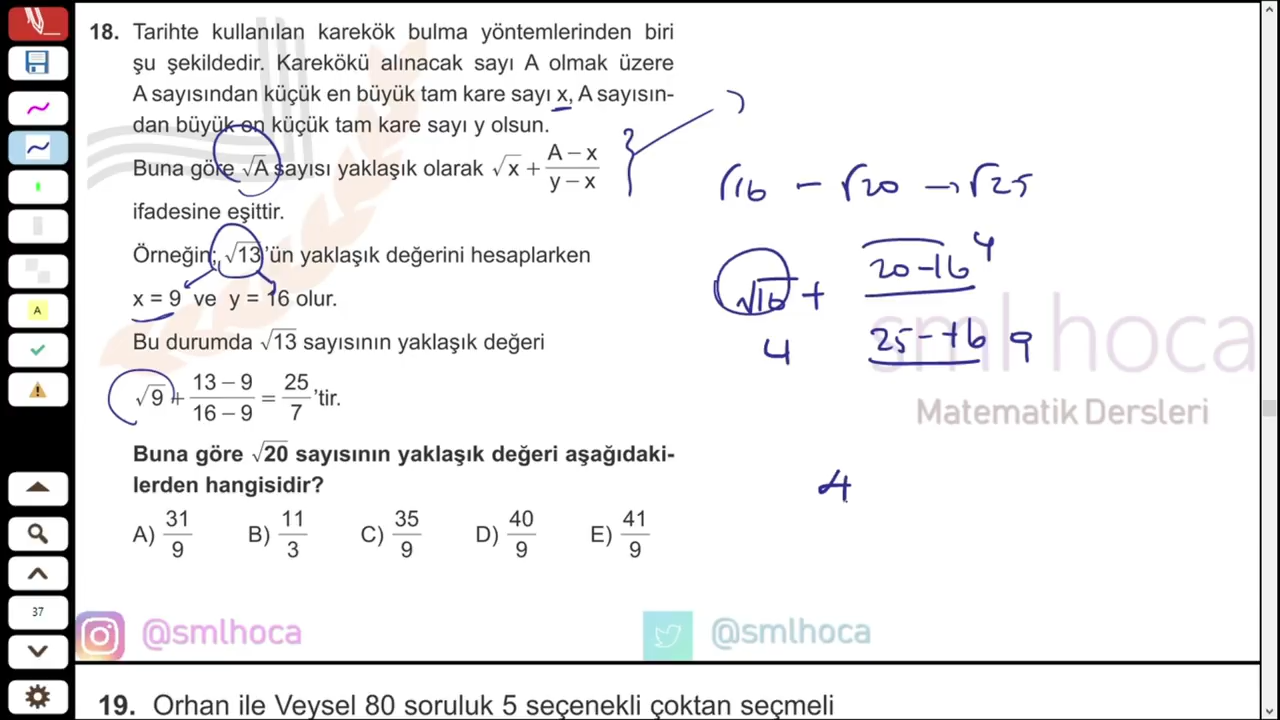 18. Tarihte kullanılan karekök bulma yöntemlerinden biri
şu şekildedir. Karekökü alınacak sayı A olmak üzere
A sayısından küçük en büyük tam kare sayı x, A sayısın-
dan büyük en küçük tam kare sayı y olsun.
Buna göre √A sayısı yaklaşık olarak √x + (A – x)/(y – x)
ifadesine eşittir.
Örneğin; √13'ün yaklaşık değerini hesaplarken
x = 9 ve y = 16 olur.
Bu durumda √13 sayısının yaklaşık değeri
√9 + (13 – 9)/(16 – 9) = 25/7 'tir.
Buna göre √20 sayısının yaklaşık değeri aşağıdaki-
lerden hangisidir?
A) 31/9 B) 11/3 C) 35/9 D) 40/9 E) 41/9
√16 – √20 → √25
√16 + (20 – 16)/(25 – 16)
4
4
9
4
smlhoca
Matematik Dersleri
@smlhoca
@smlhoca
19. Orhan ile Veysel 80 soruluk 5 seçenekli çoktan seçmeli
A
37